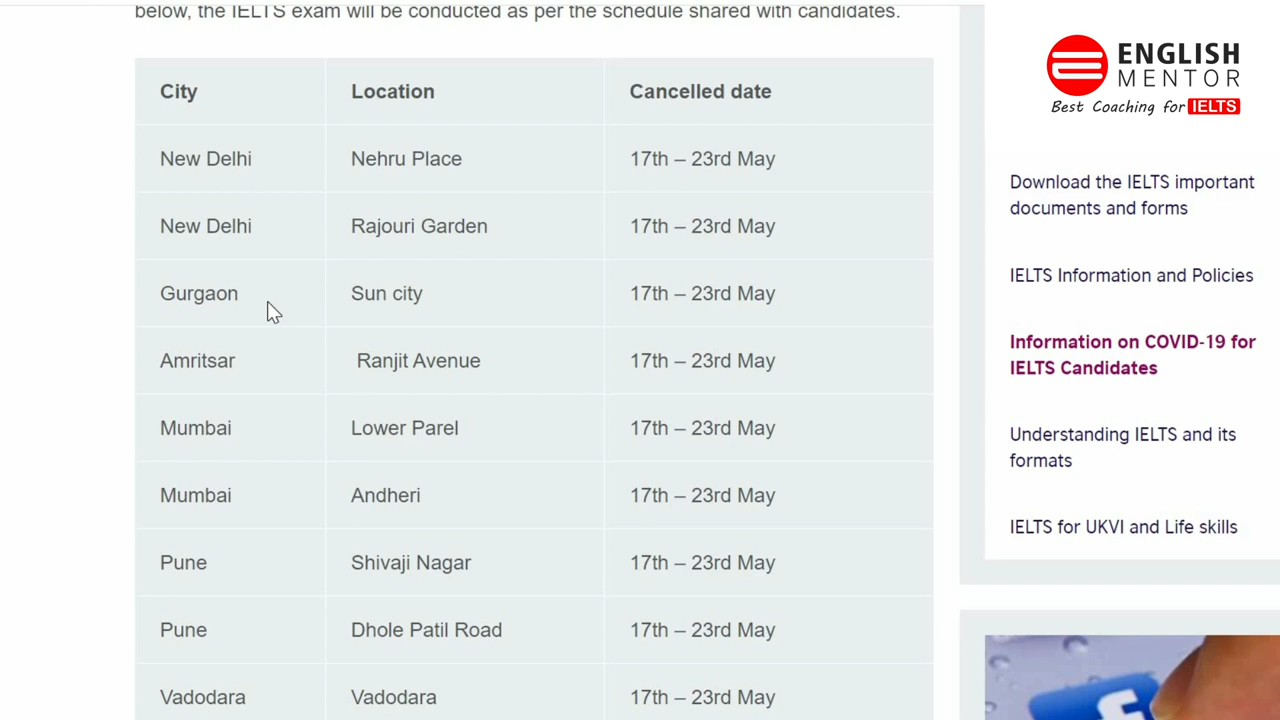 below, the IELTS exam will be conducted as per the schedule shared with candidates.
City Location Cancelled date
New Delhi Nehru Place 17th – 23rd May
New Delhi Rajouri Garden 17th – 23rd May
Gurgaon Sun city 17th – 23rd May
Amritsar Ranjit Avenue 17th – 23rd May
Mumbai Lower Parel 17th – 23rd May
Mumbai Andheri 17th – 23rd May
Pune Shivaji Nagar 17th – 23rd May
Pune Dhole Patil Road 17th – 23rd May
Vadodara Vadodara 17th – 23rd May
ENGLISH
MENTOR
Best Coaching for IELTS
Download the IELTS important
documents and forms
IELTS Information and Policies
Information on COVID-19 for
IELTS Candidates
Understanding IELTS and its
formats
IELTS for UKVI and Life skills